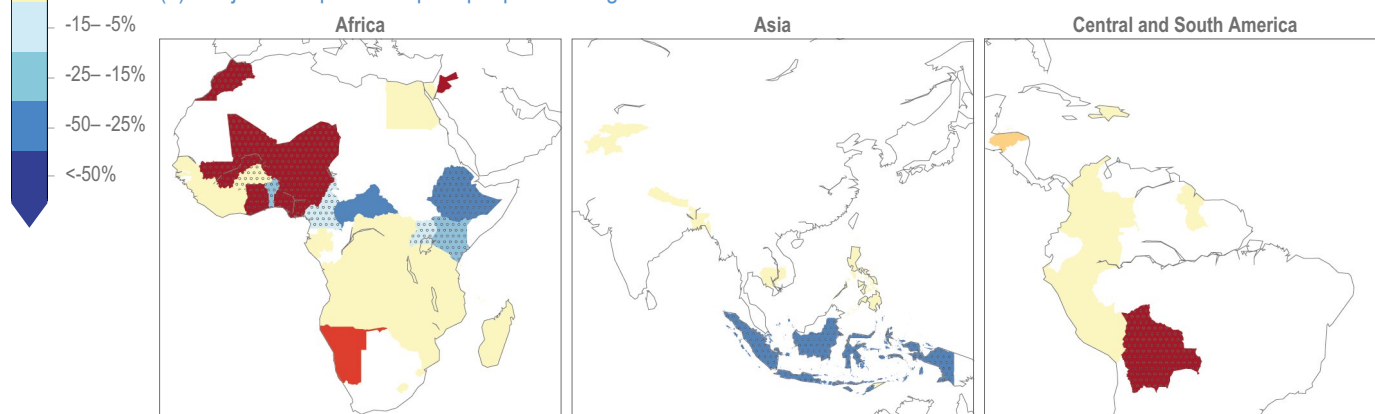 -15– -5%
Africa
Asia
Central and South America
-25– -15%
-50– -25%
<-50%